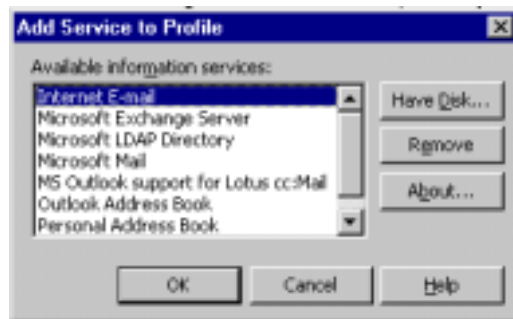 Add Service to Profile
Available information services:
Internet E-mail
Microsoft Exchange Server
Microsoft LDAP Directory
Microsoft Mail
MS Outlook support for Lotus cc:Mail
Outlook Address Book
Personal Address Book
Have Disk...
Remove
About...
OK Cancel Help